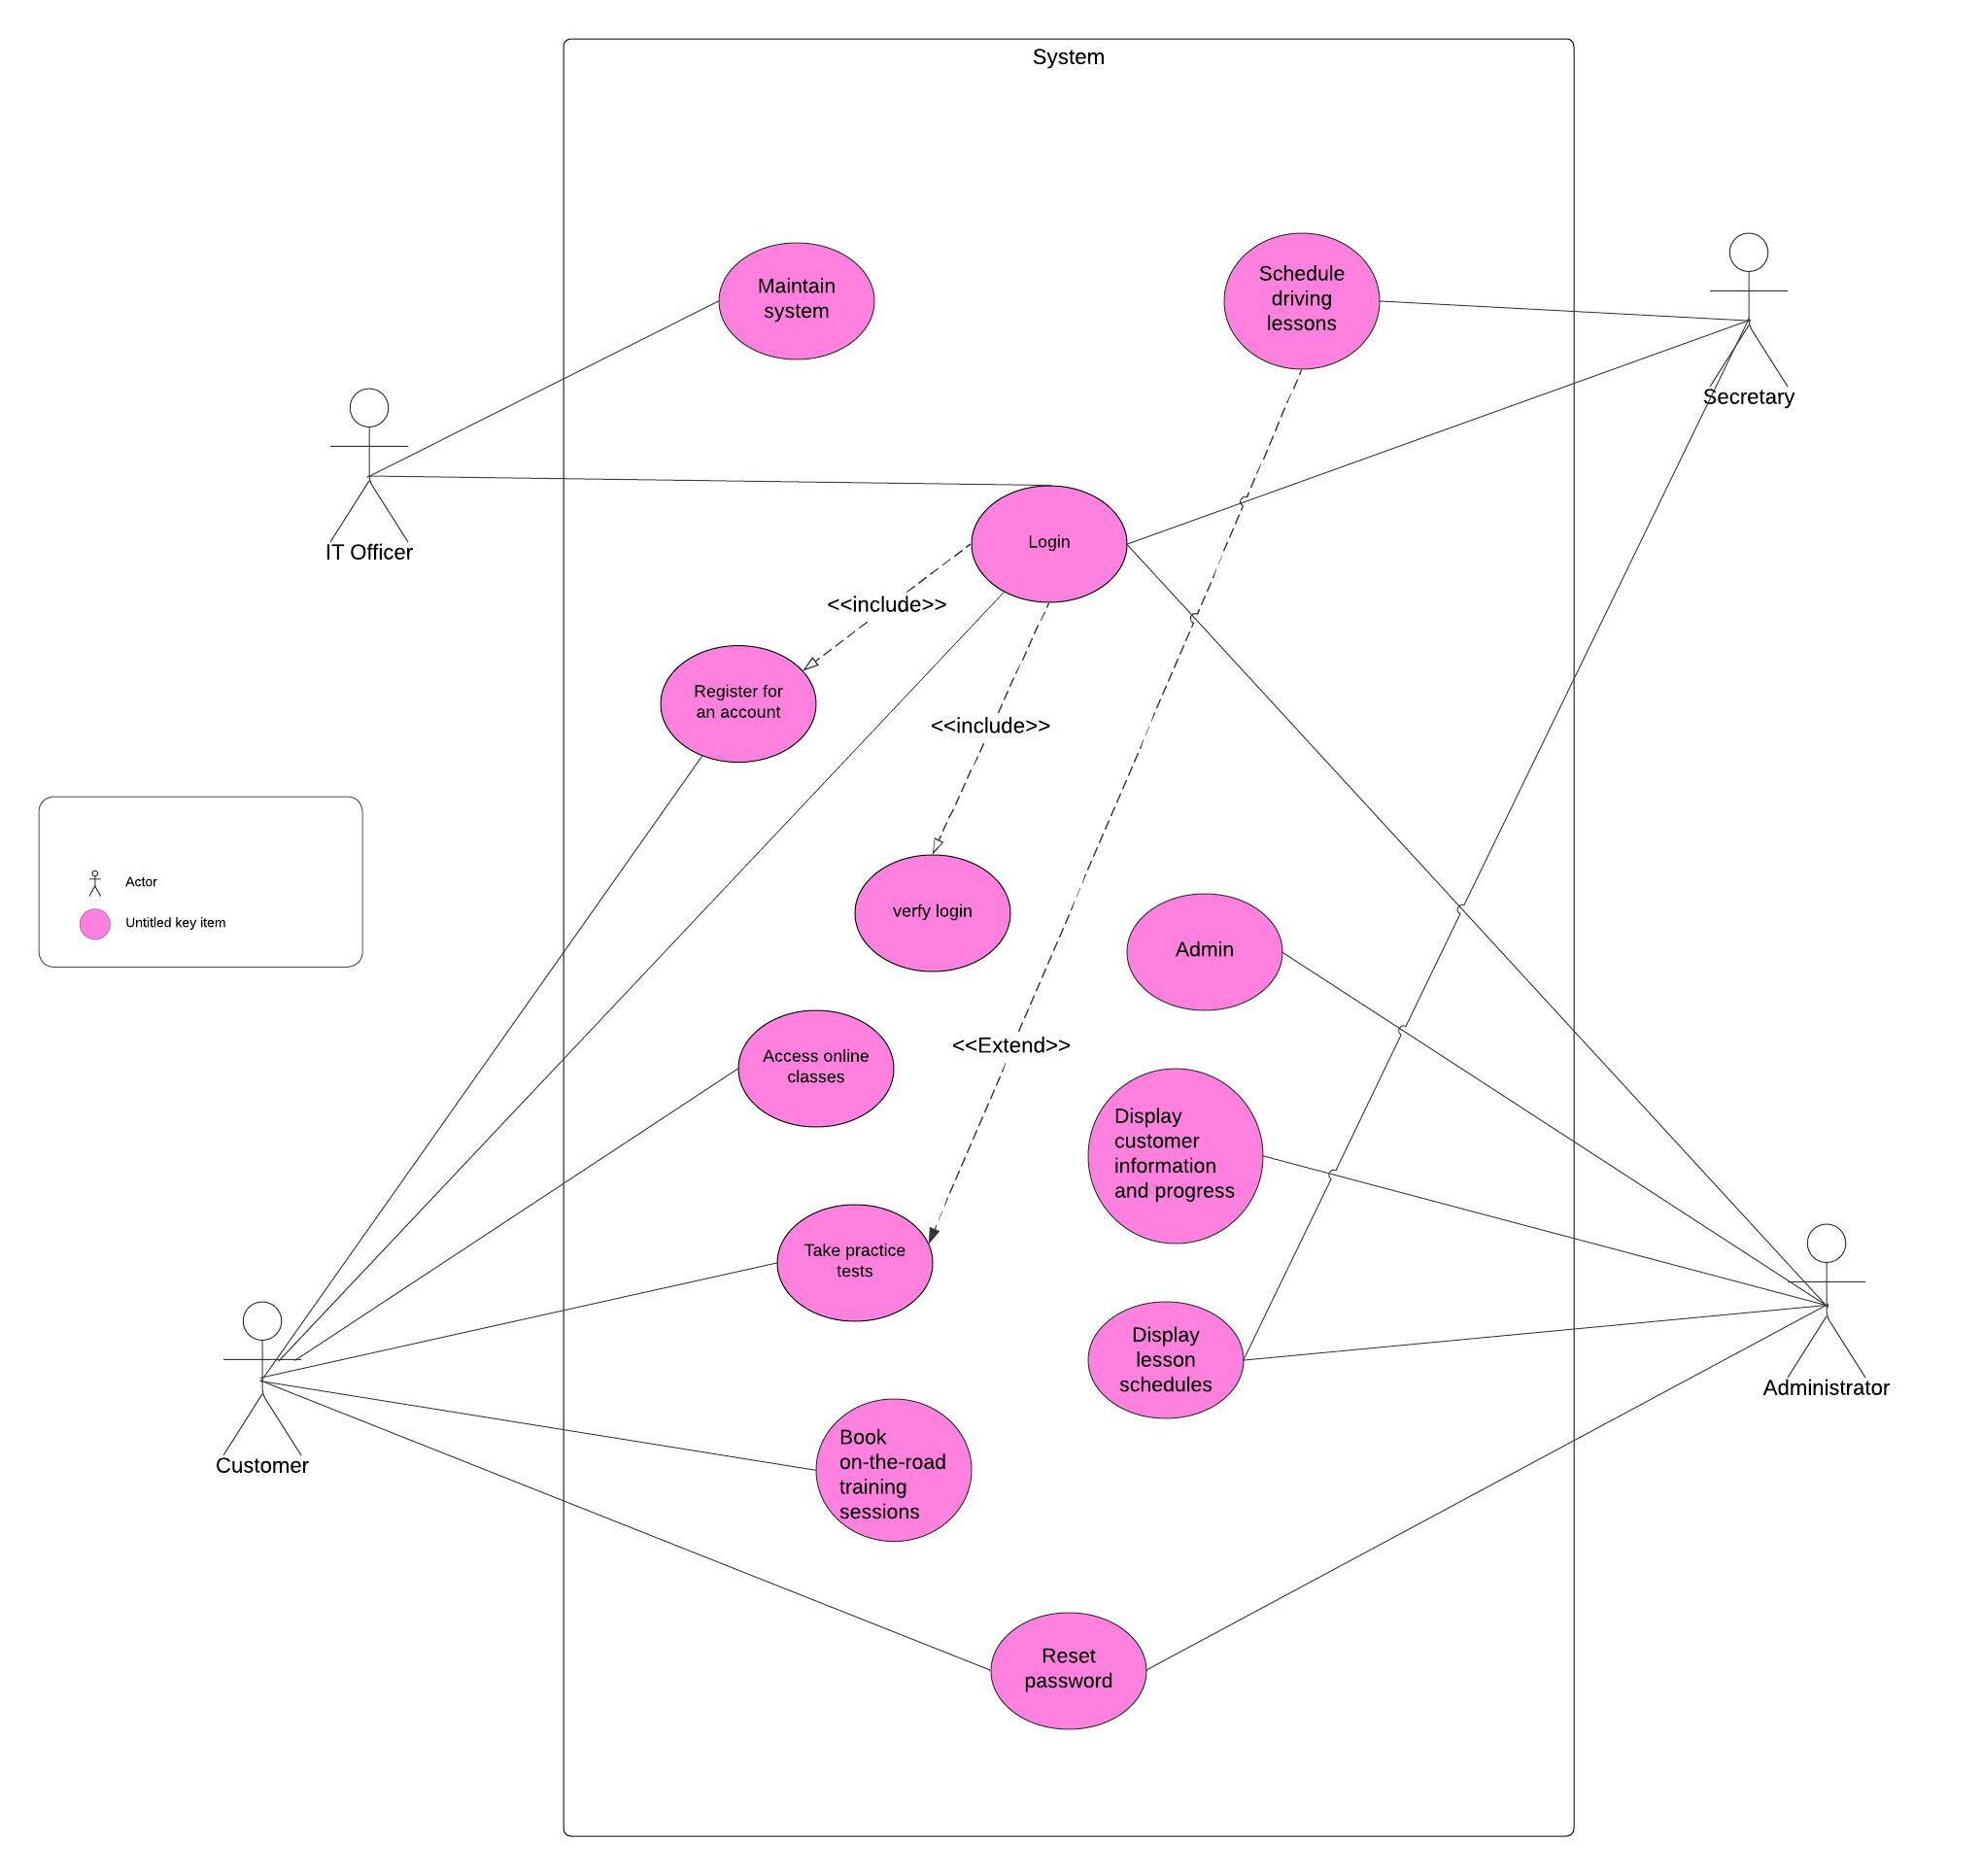 System
Maintain
system
Schedule
driving
lessons
Secretary
IT Officer
Login
<<include>>
Register for
an account
<<include>>
Actor
Untitled key item
verfy login
Admin
<<Extend>>
Access online
classes
Display
customer
information
and progress
Take practice
tests
Display
lesson
schedules
Administrator
Customer
Book
on-the-road
training
sessions
Reset
password